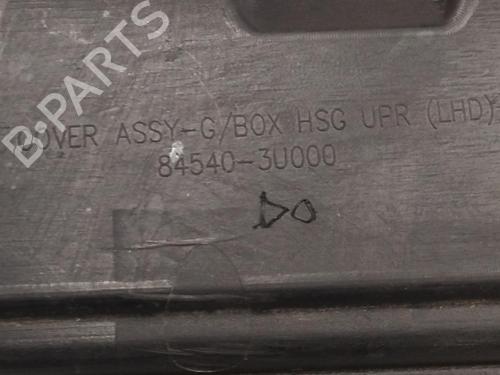 B-PARTS
COVER ASSY-G/BOX HSG UPR (LHD)
84540-3U000
DO